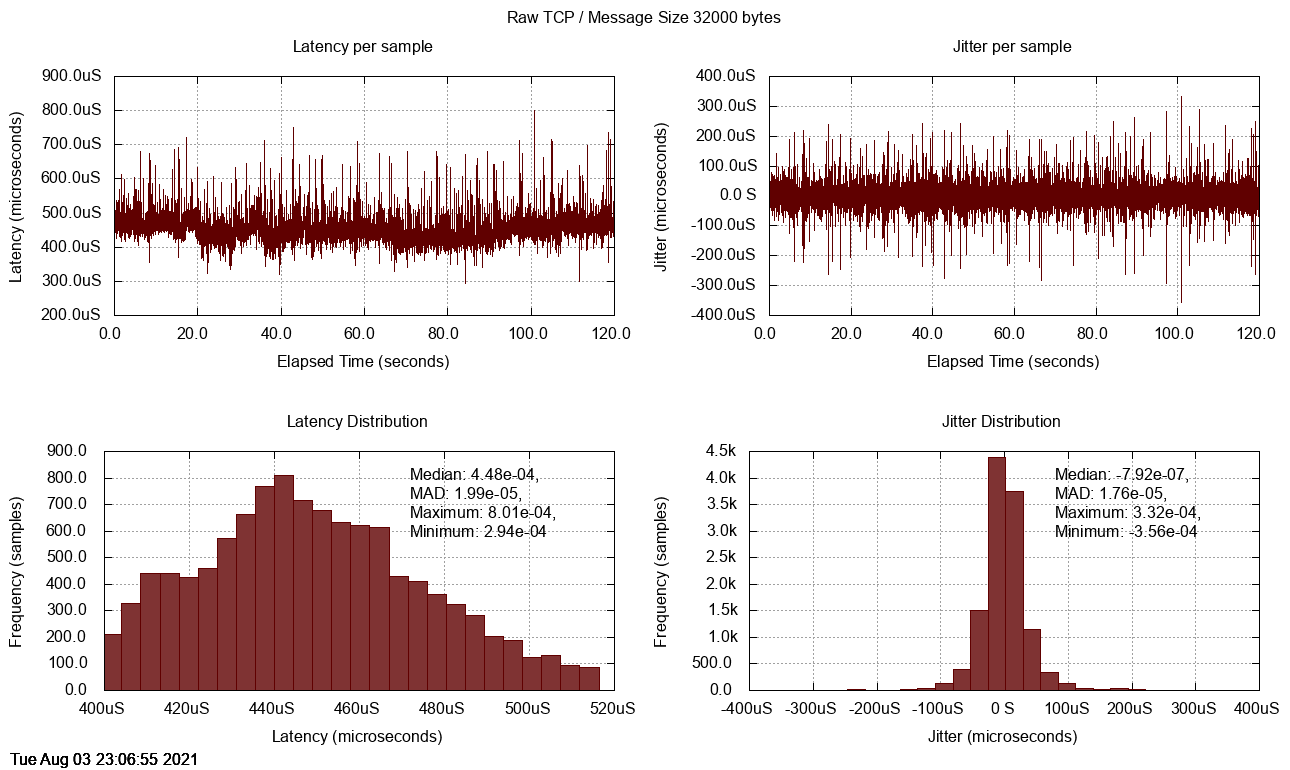 Raw TCP / Message Size 32000 bytes
Latency per sample
900.0uS
800.0uS
700.0uS
600.0uS
500.0uS
400.0uS
300.0uS
200.0uS
0.0 20.0 40.0 60.0 80.0 100.0 120.0
Latency (microseconds)
Elapsed Time (seconds)
Jitter per sample
400.0uS
300.0uS
200.0uS
100.0uS
0.0 S
-100.0uS
-200.0uS
-300.0uS
-400.0uS
0.0 20.0 40.0 60.0 80.0 100.0 120.0
Jitter (microseconds)
Elapsed Time (seconds)
Latency Distribution
900.0
800.0
700.0
600.0
500.0
400.0
300.0
200.0
100.0
0.0
400uS 420uS 440uS 460uS 480uS 500uS 520uS
Frequency (samples)
Latency (microseconds)
Median: 4.48e-04,
MAD: 1.99e-05,
Maximum: 8.01e-04,
Minimum: 2.94e-04
Jitter Distribution
4.5k
4.0k
3.5k
3.0k
2.5k
2.0k
1.5k
1.0k
500.0
0.0
-400uS -300uS -200uS -100uS 0 S 100uS 200uS 300uS 400uS
Frequency (samples)
Jitter (microseconds)
Median: -7.92e-07,
MAD: 1.76e-05,
Maximum: 3.32e-04,
Minimum: -3.56e-04
Tue Aug 03 23:06:55 2021